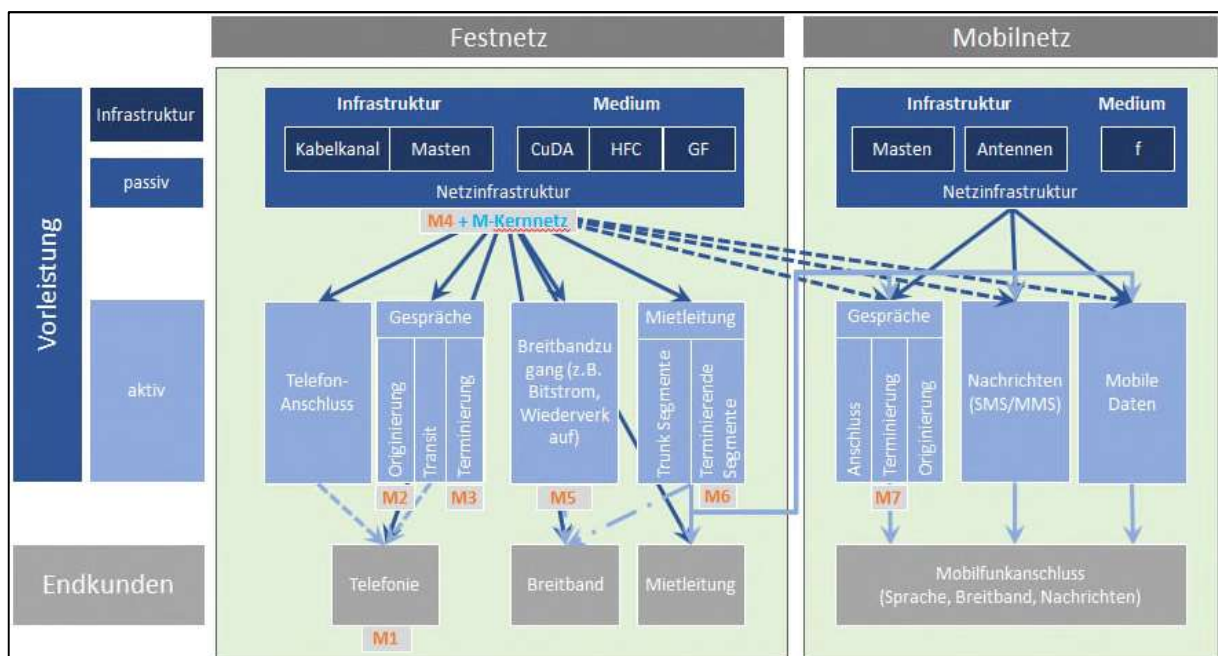 Festnetz
Mobilnetz
Vorleistung
Infrastruktur
passiv
aktiv
Endkunden
Infrastruktur
Medium
Kabelkanal
Masten
CuDA
HFC
GF
Netzinfrastruktur
M4 + M-Kernnetz
Infrastruktur
Medium
Masten
Antennen
f
Netzinfrastruktur
Telefon-
Anschluss
Gespräche
Originierung
Transit
Terminierung
Breitbandzu
gang (z.B.
Bitstrom,
Wiederverk
auf)
Mietleitung
Trunk Segmente
Terminierende
Segmente
Gespräche
Anschluss
Terminierung
Originierung
Nachrichten
(SMS/MMS)
Mobile
Daten
M2
M3
M5
M6
M7
Telefonie
Breitband
Mietleitung
Mobilfunkanschluss
(Sprache, Breitband, Nachrichten)
M1